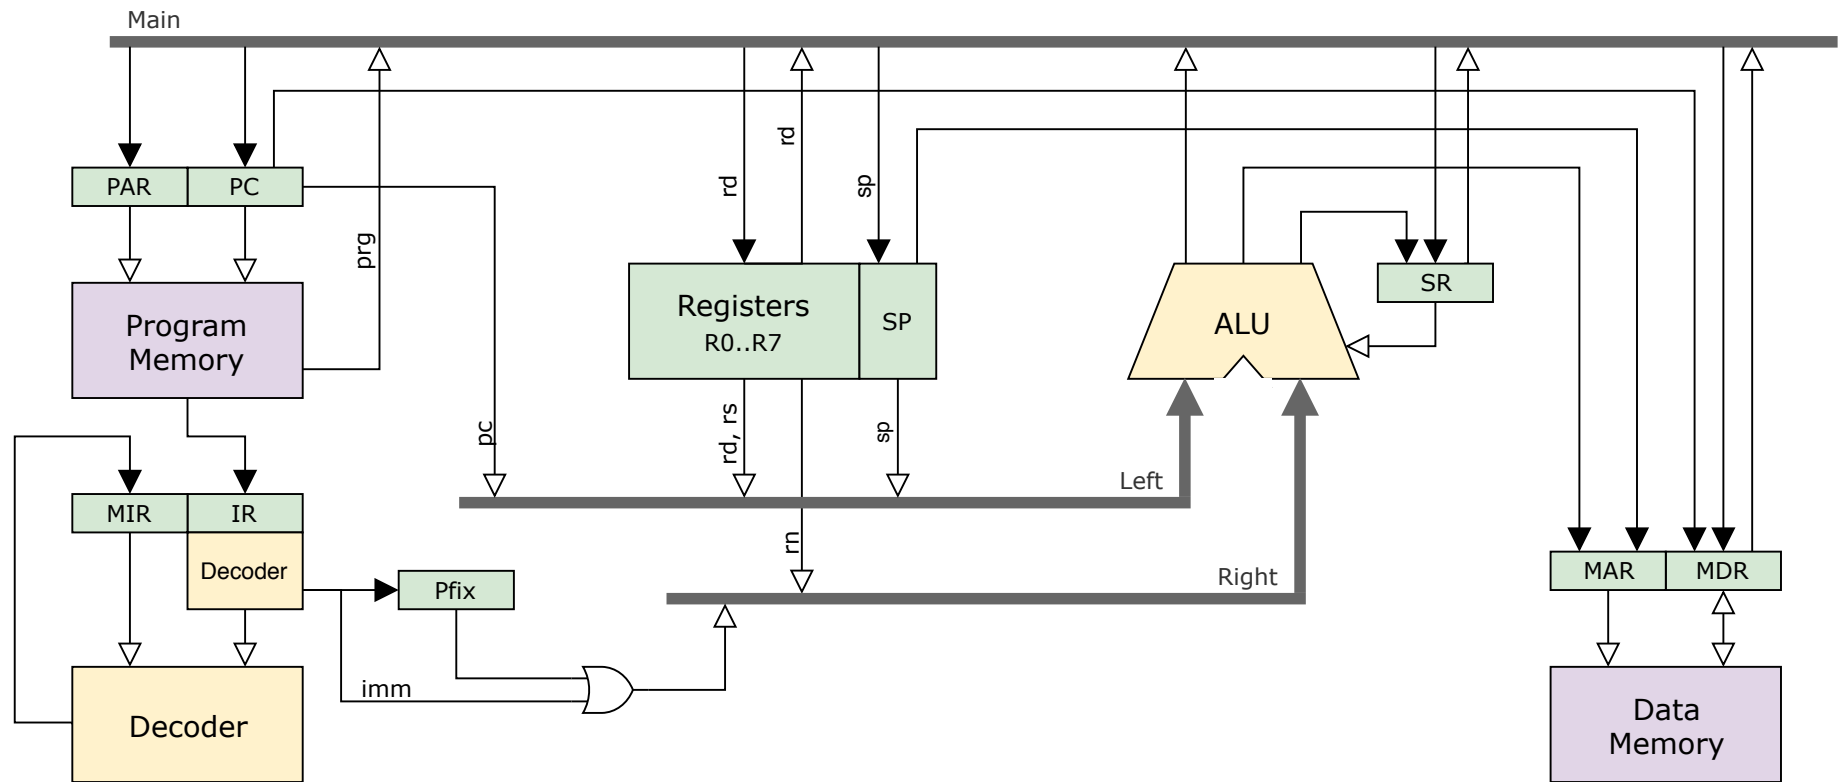 Main
rd
rd
sp
PAR
PC
prg
Registers
R0..R7
SP
ALU
SR
Program
Memory
pc
rd, rs
sp
Left
MIR
IR
rn
Decoder
Pfix
Right
MAR
MDR
imm
Decoder
Data
Memory